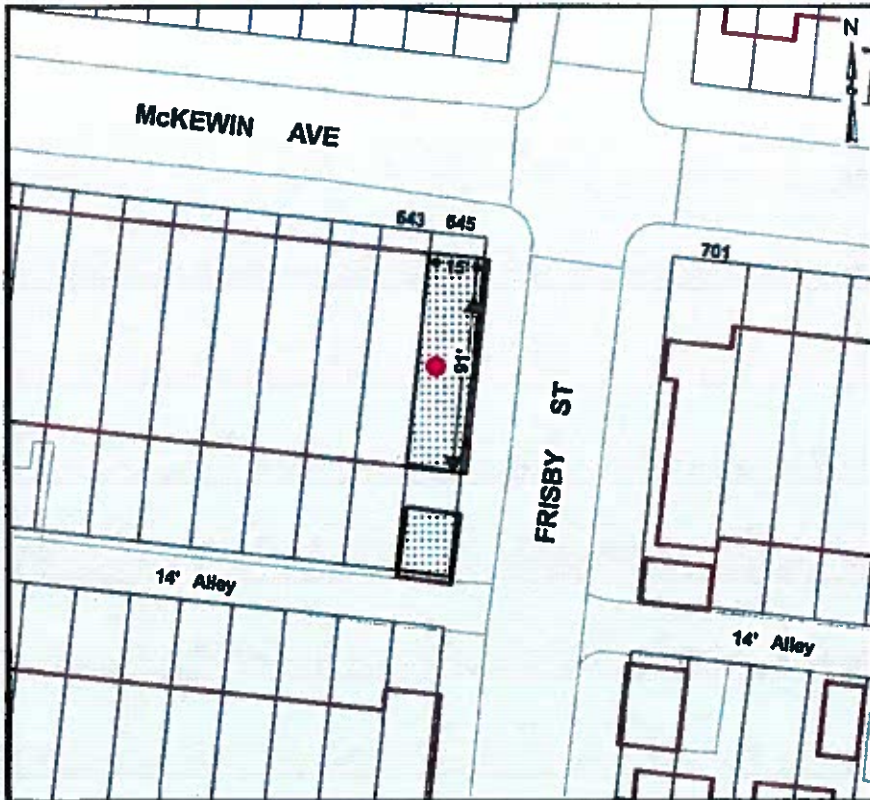 N
McKEWIN AVE
643 645
701
15'
91'
FRISBY ST
14' Alley
14' Alley